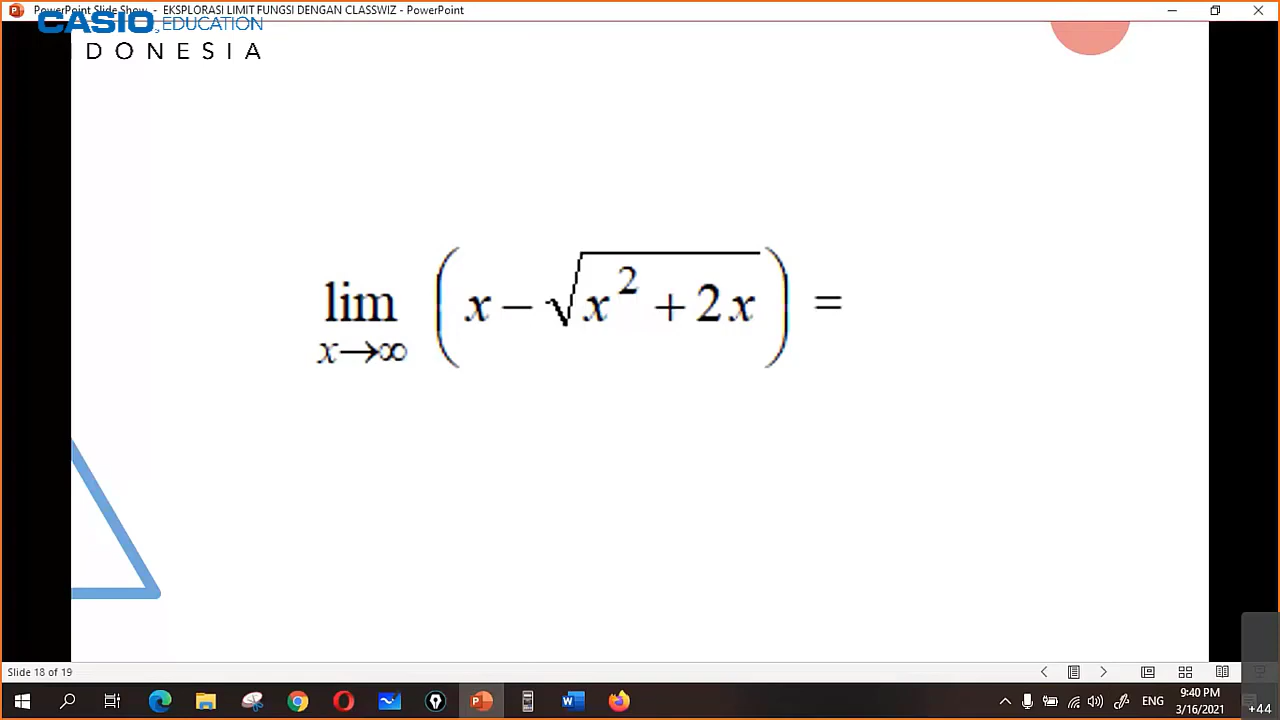 PowerPoint Slide Show - EKSPLORASI LIMIT FUNGSI DENGAN CLASSWIZ - PowerPoint
CASIO EDUCATION
DONESIA
lim x→∞ ( x − √x² + 2x ) =
Slide 18 of 19
ENG
9:40 PM
3/16/2021
+44